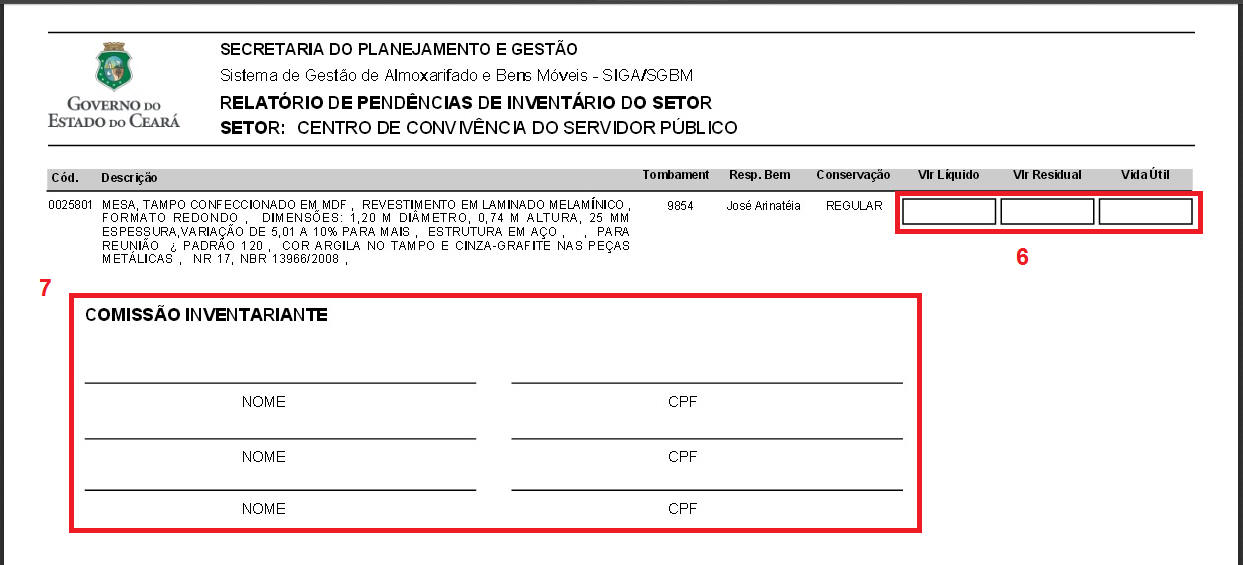 SECRETARIA DO PLANEJAMENTO E GESTÃO
Sistema de Gestão de Almoxarifado e Bens Móveis - SIGA/SGBM
GOVERNO DO
ESTADO DO CEARÁ
RELATÓRIO DE PENDÊNCIAS DE INVENTÁRIO DO SETOR
SETOR: CENTRO DE CONVIVÊNCIA DO SERVIDOR PÚBLICO
Cód. Descrição Tombament Resp. Bem Conservação Vlr Líquido Vlr Residual Vida Útil
0025801 MESA, TAMPO CONFECCIONADO EM MDF , REVESTIMENTO EM LAMINADO MELAMÍNICO , 9854 José Arinatéia REGULAR
FORMATO REDONDO , DIMENSÕES: 1,20 M DIÂMETRO, 0,74 M ALTURA, 25 MM
ESPESSURA,VARIAÇÃO DE 5,01 A 10% PARA MAIS , ESTRUTURA EM AÇO , , PARA
REUNIÃO ¿ PADRÃO 120 , COR ARGILA NO TAMPO E CINZA-GRAFITE NAS PEÇAS
METÁLICAS , NR 17, NBR 13966/2008 ,
6
7
COMISSÃO INVENTARIANTE
NOME CPF
NOME CPF
NOME CPF